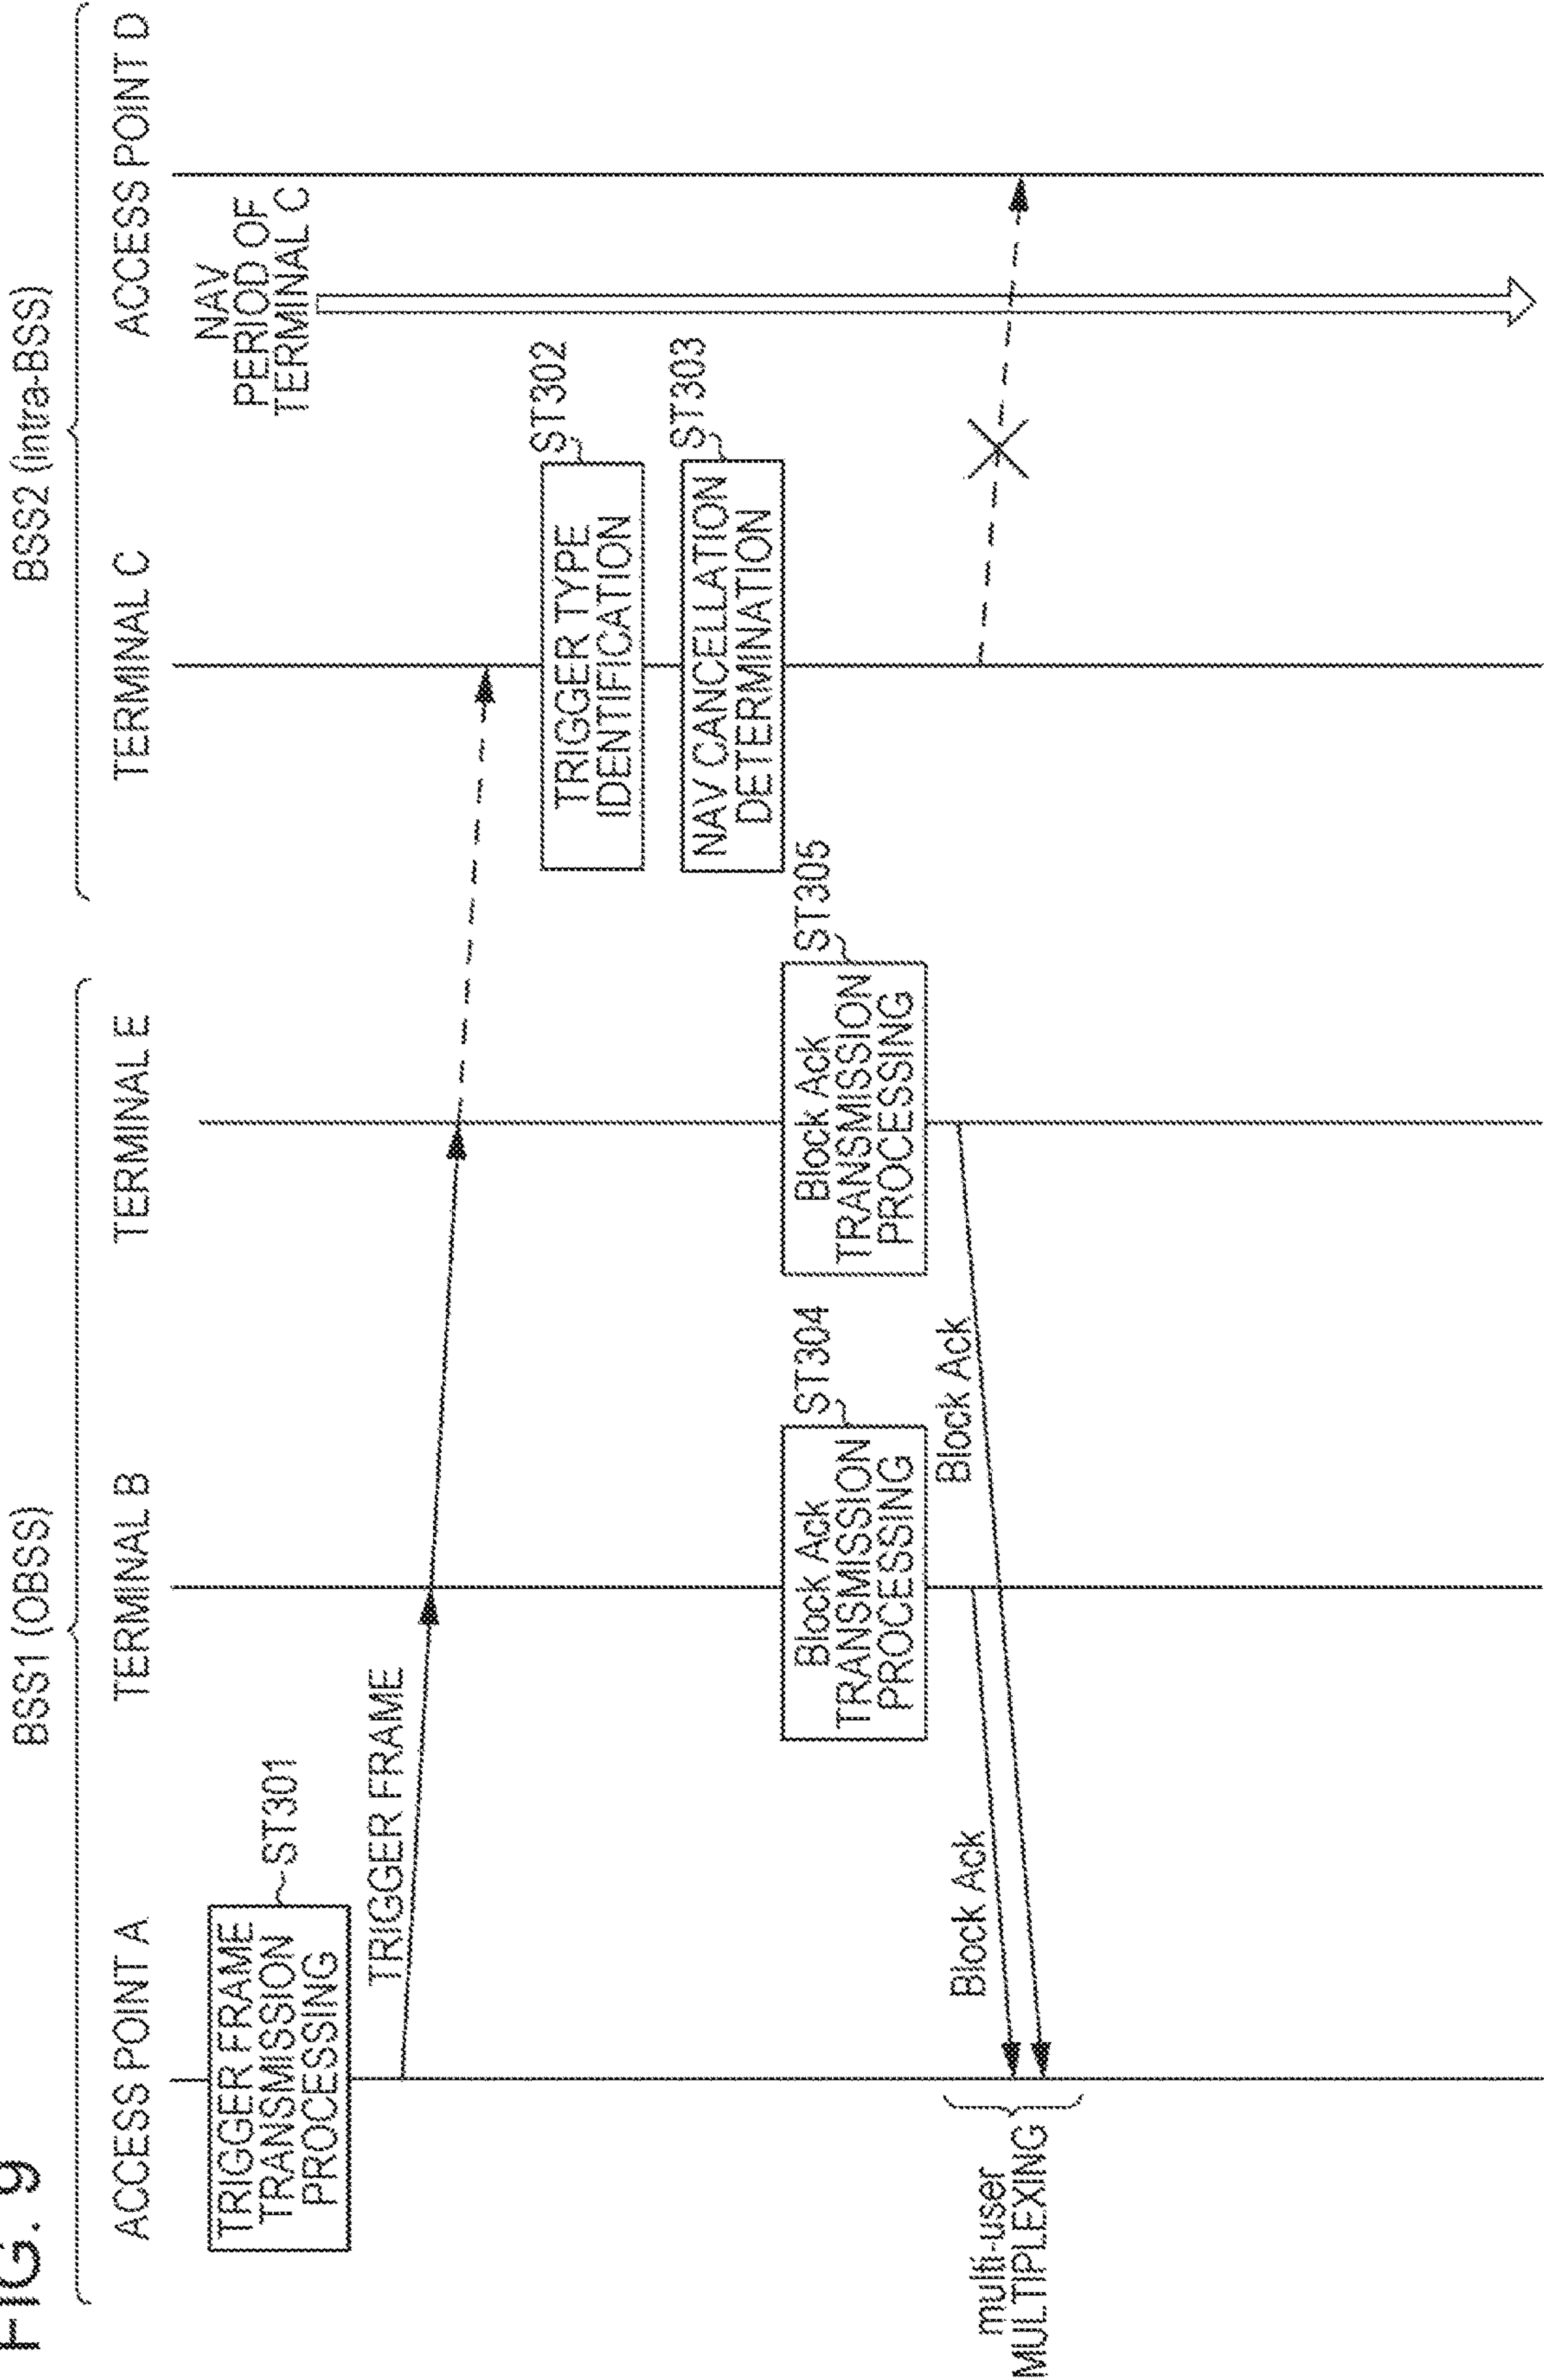 FIG. 9
BSS1 (OBSS)
BSS2 (intra-BSS)
ACCESS POINT A
TERMINAL B
TERMINAL E
TERMINAL C
ACCESS POINT D
NAV
PERIOD OF
TERMINAL C
TRIGGER FRAME
TRANSMISSION
PROCESSING
ST301
TRIGGER FRAME
TRIGGER TYPE
IDENTIFICATION
ST302
NAV CANCELLATION
DETERMINATION
ST303
Block Ack
TRANSMISSION
PROCESSING
ST304
Block Ack
TRANSMISSION
PROCESSING
ST305
Block Ack
Block Ack
multi-user
MULTIPLEXING